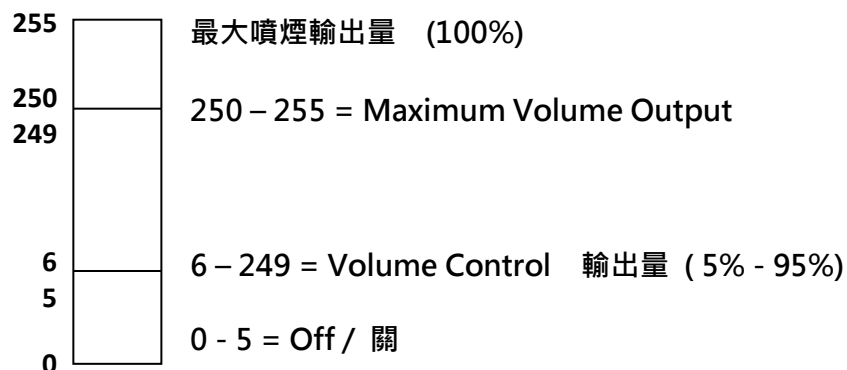 255 最大噴煙輸出量 (100%)
250 250 – 255 = Maximum Volume Output
249
6 6 – 249 = Volume Control 輸出量 ( 5% - 95%)
5
0 - 5 = Off / 關
0